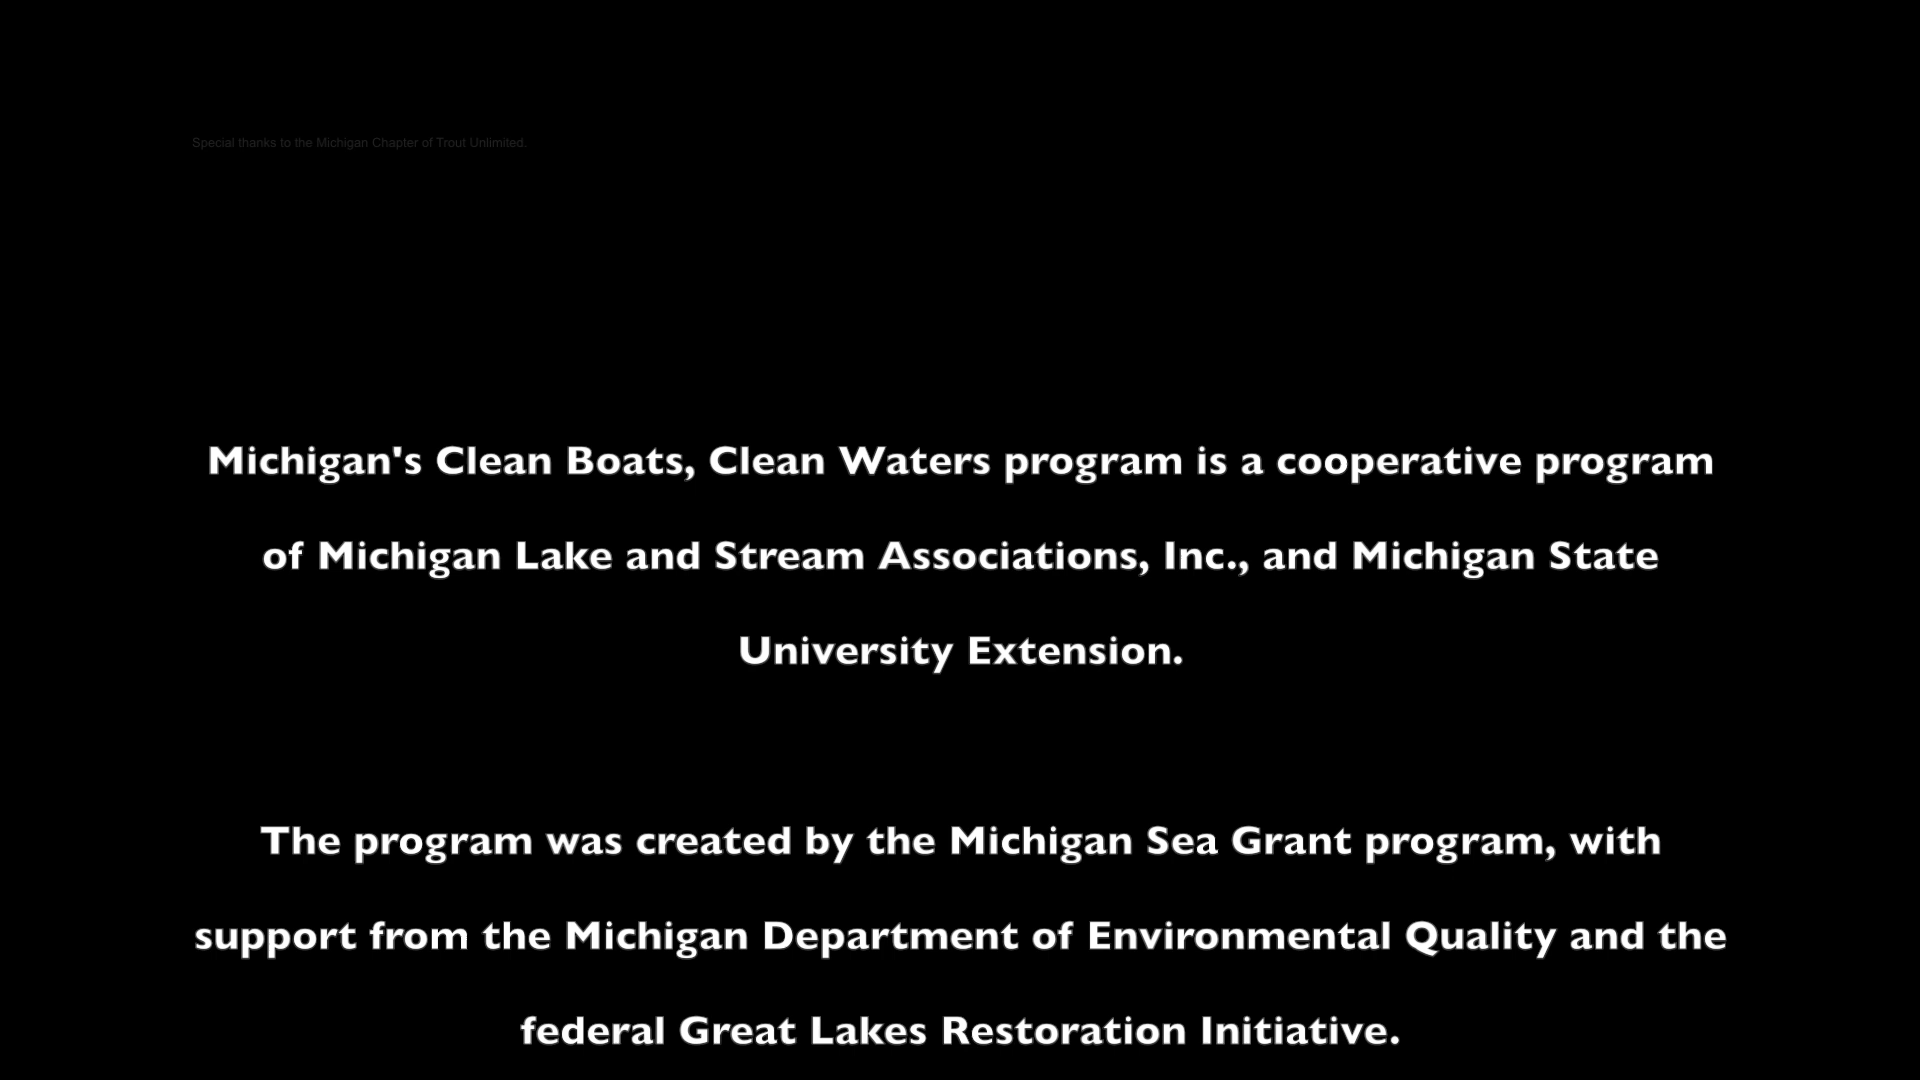 Special thanks to the Michigan Chapter of Trout Unlimited.
Michigan's Clean Boats, Clean Waters program is a cooperative program
of Michigan Lake and Stream Associations, Inc., and Michigan State
University Extension.
The program was created by the Michigan Sea Grant program, with
support from the Michigan Department of Environmental Quality and the
federal Great Lakes Restoration Initiative.